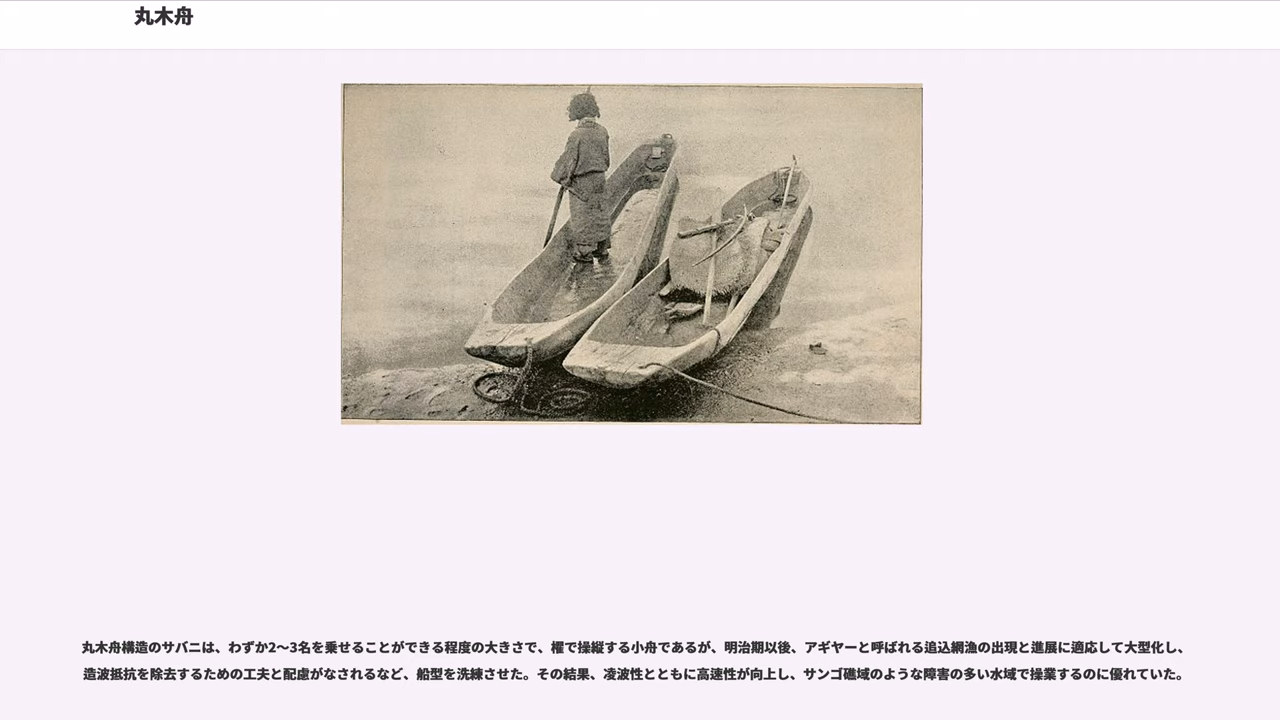 丸木舟
丸木舟構造のサバニは、わずか2〜3名を乗せることができる程度の大きさで、櫂で操縦する小舟であるが、明治期以後、アギヤーと呼ばれる追込網漁の出現と進展に適応して大型化し、
造波抵抗を除去するための工夫と配慮がなされるなど、船型を洗練させた。その結果、凌波性とともに高速性が向上し、サンゴ礁域のような障害の多い水域で操業するのに優れていた。